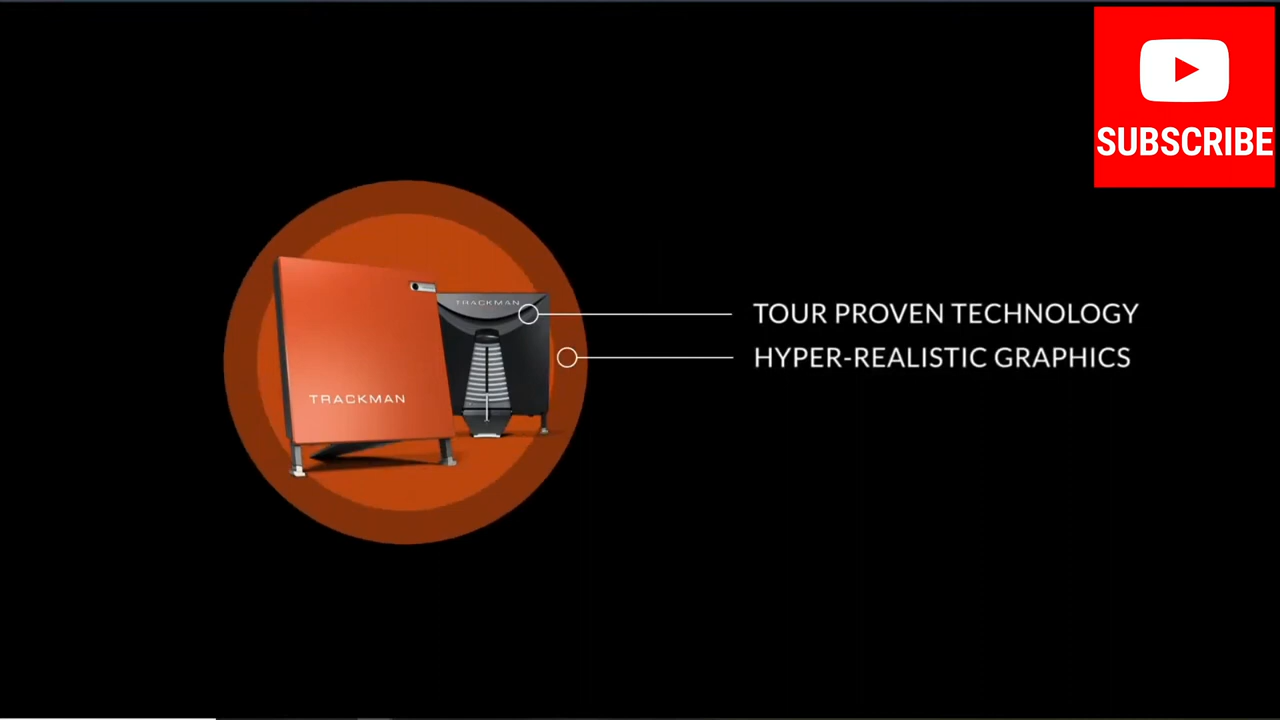 SUBSCRIBE
TRACKMAN
TOUR PROVEN TECHNOLOGY
HYPER-REALISTIC GRAPHICS
TRACKMAN